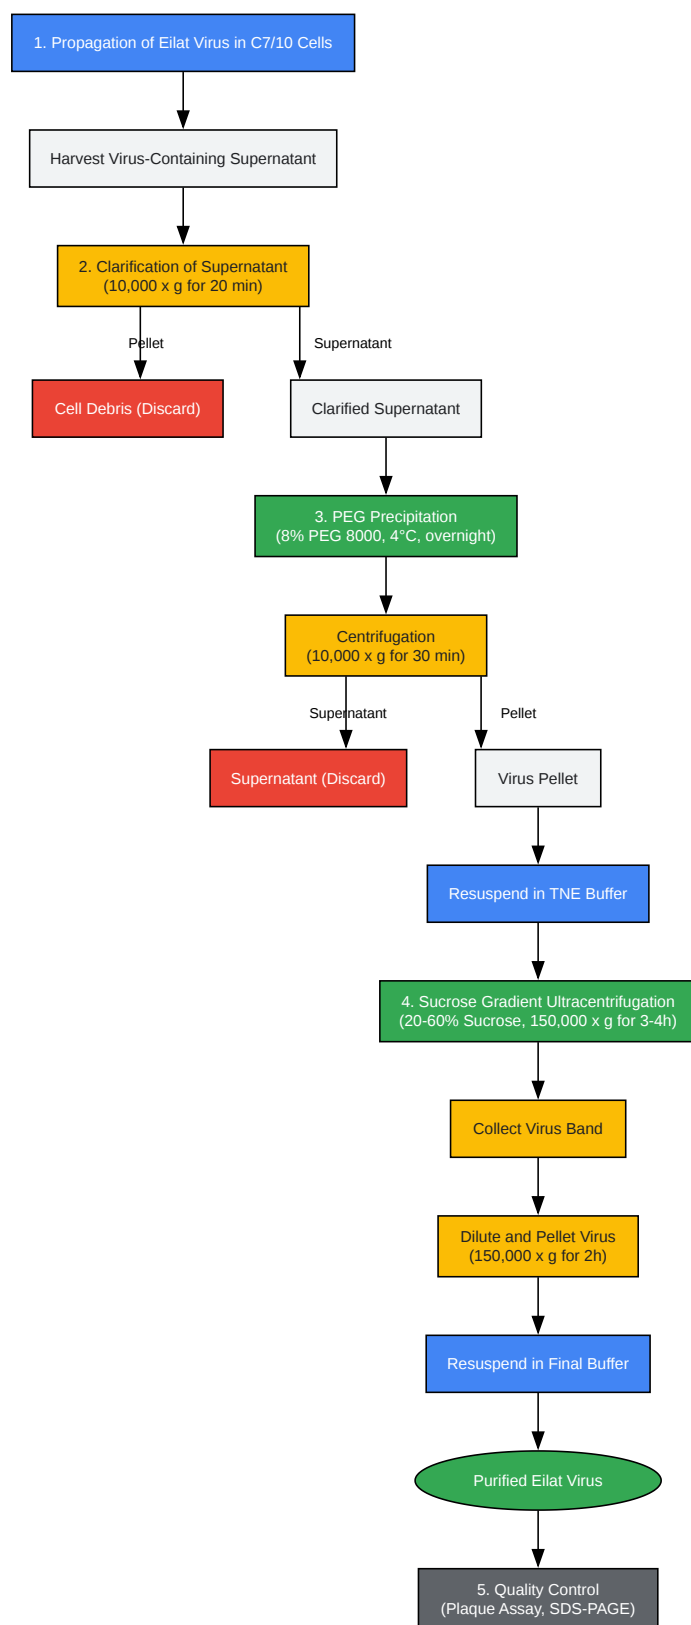 1. Propagation of Eilat Virus in C7/10 Cells
Harvest Virus-Containing Supernatant
2. Clarification of Supernatant
(10,000 x g for 20 min)
Pellet
Supernatant
Cell Debris (Discard)
Clarified Supernatant
3. PEG Precipitation
(8% PEG 8000, 4°C, overnight)
Centrifugation
(10,000 x g for 30 min)
Supernatant
Pellet
Supernatant (Discard)
Virus Pellet
Resuspend in TNE Buffer
4. Sucrose Gradient Ultracentrifugation
(20-60% Sucrose, 150,000 x g for 3-4h)
Collect Virus Band
Dilute and Pellet Virus
(150,000 x g for 2h)
Resuspend in Final Buffer
Purified Eilat Virus
5. Quality Control
(Plaque Assay, SDS-PAGE)